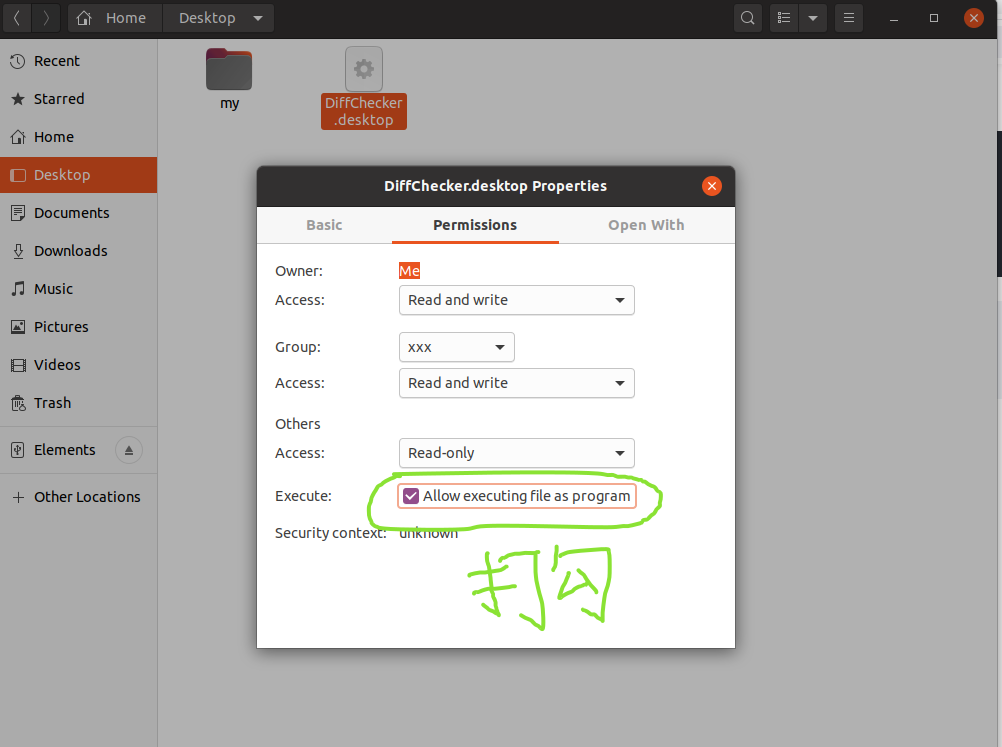 Home Desktop
Recent
Starred
Home
Desktop
Documents
Downloads
Music
Pictures
Videos
Trash
Elements
Other Locations
my
DiffChecker
.desktop
DiffChecker.desktop Properties
Basic Permissions Open With
Owner: Me
Access: Read and write
Group: xxx
Access: Read and write
Others
Access: Read-only
Execute: Allow executing file as program
Security context: unknown
打勾